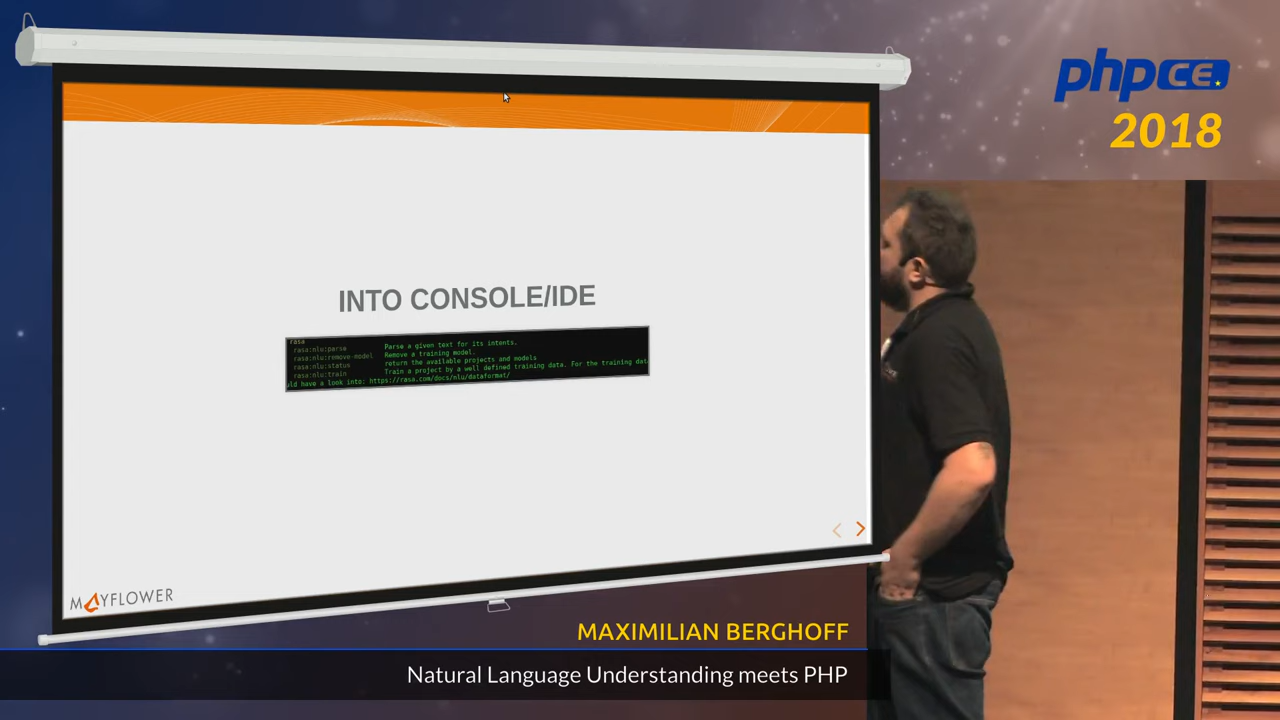 phpce
2018
INTO CONSOLE/IDE
rasa
rasa:nlu:parse Parse a given text for its intents.
rasa:nlu:remove-model Remove a training model.
rasa:nlu:status return the available projects and models
rasa:nlu:train Train a project by a well defined training data. For the training dat
uld have a look into: https://rasa.com/docs/nlu/dataformat/
MAYFLOWER
MAXIMILIAN BERGHOFF
Natural Language Understanding meets PHP